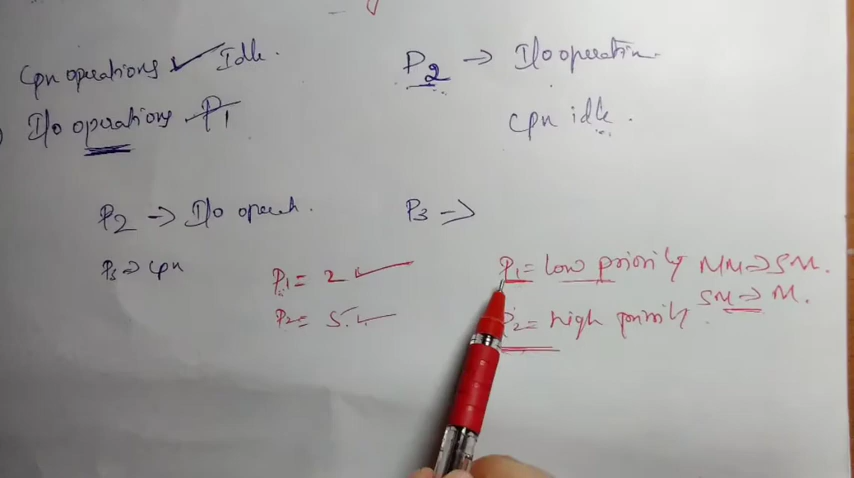 Cpu operations ✓ Idle.
I/o operations P1
P2 → I/o operation.
Cpu idle.
P2 → I/o operat.
P3 →
P3 ⇒ Cpu
P1 = 2 ✓
P2 = 5 ✓
P1 = low priority MM ⇒ SM.
SM ⇒ M.
P2 = high priority